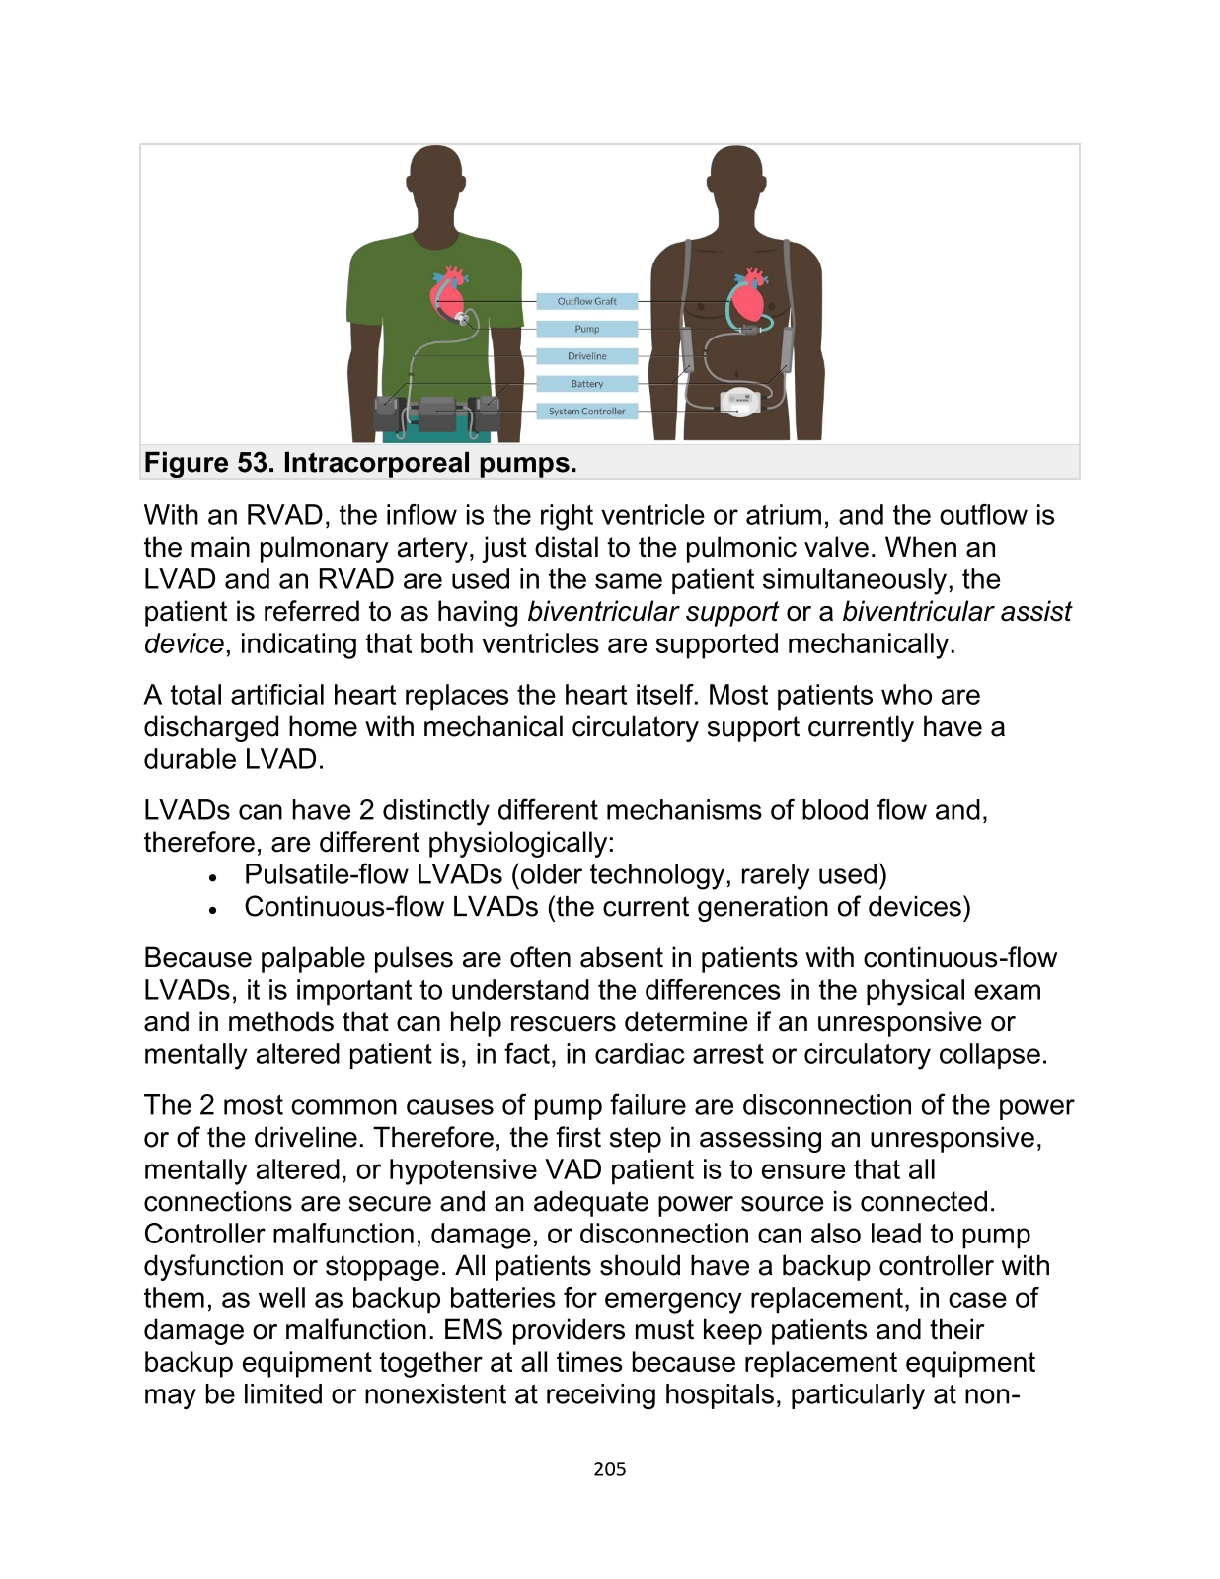 Outflow Graft
Pump
Driveline
Battery
System Controller
Figure 53. Intracorporeal pumps.
With an RVAD, the inflow is the right ventricle or atrium, and the outflow is
the main pulmonary artery, just distal to the pulmonic valve. When an
LVAD and an RVAD are used in the same patient simultaneously, the
patient is referred to as having biventricular support or a biventricular assist
device, indicating that both ventricles are supported mechanically.
A total artificial heart replaces the heart itself. Most patients who are
discharged home with mechanical circulatory support currently have a
durable LVAD.
LVADs can have 2 distinctly different mechanisms of blood flow and,
therefore, are different physiologically:
• Pulsatile-flow LVADs (older technology, rarely used)
• Continuous-flow LVADs (the current generation of devices)
Because palpable pulses are often absent in patients with continuous-flow
LVADs, it is important to understand the differences in the physical exam
and in methods that can help rescuers determine if an unresponsive or
mentally altered patient is, in fact, in cardiac arrest or circulatory collapse.
The 2 most common causes of pump failure are disconnection of the power
or of the driveline. Therefore, the first step in assessing an unresponsive,
mentally altered, or hypotensive VAD patient is to ensure that all
connections are secure and an adequate power source is connected.
Controller malfunction, damage, or disconnection can also lead to pump
dysfunction or stoppage. All patients should have a backup controller with
them, as well as backup batteries for emergency replacement, in case of
damage or malfunction. EMS providers must keep patients and their
backup equipment together at all times because replacement equipment
may be limited or nonexistent at receiving hospitals, particularly at non-
205